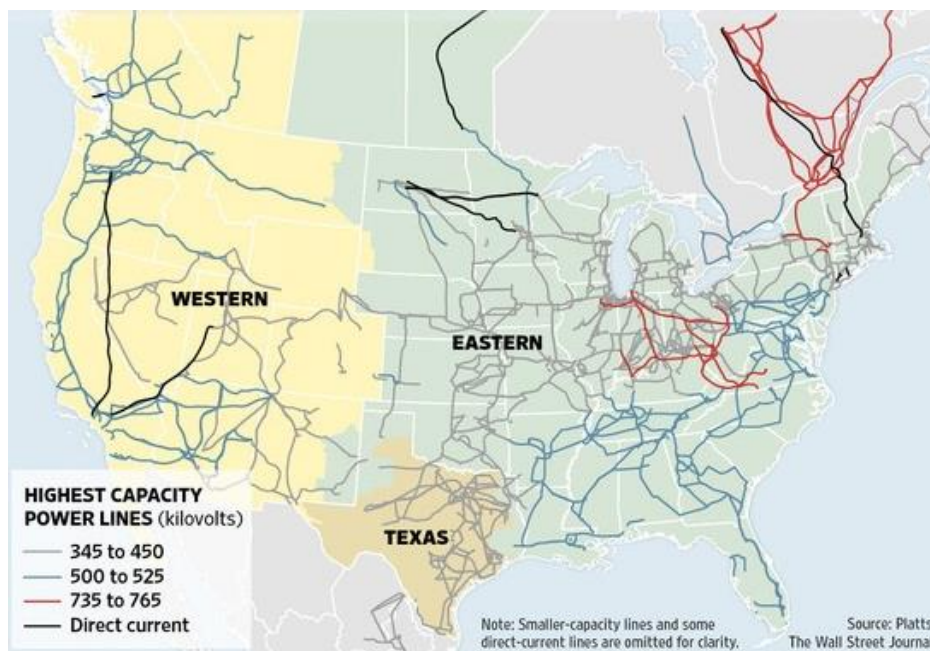 WESTERN
EASTERN
TEXAS
HIGHEST CAPACITY
POWER LINES (kilovolts)
345 to 450
500 to 525
735 to 765
Direct current
Note: Smaller-capacity lines and some
direct-current lines are omitted for clarity.
Source: Platts
The Wall Street Journa